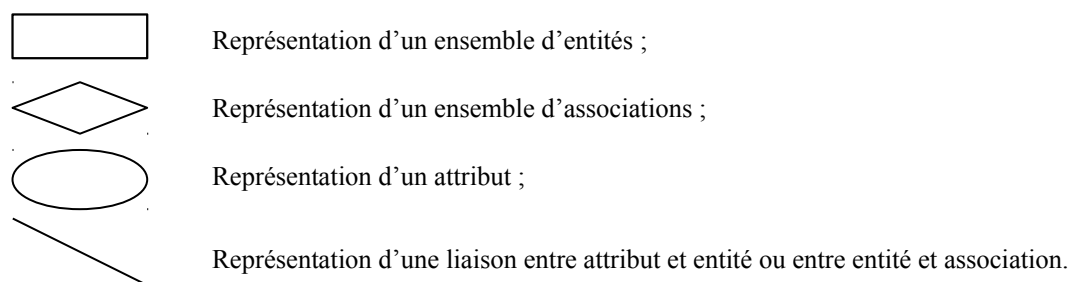 Représentation d’un ensemble d’entités ;
Représentation d’un ensemble d’associations ;
Représentation d’un attribut ;
Représentation d’une liaison entre attribut et entité ou entre entité et association.